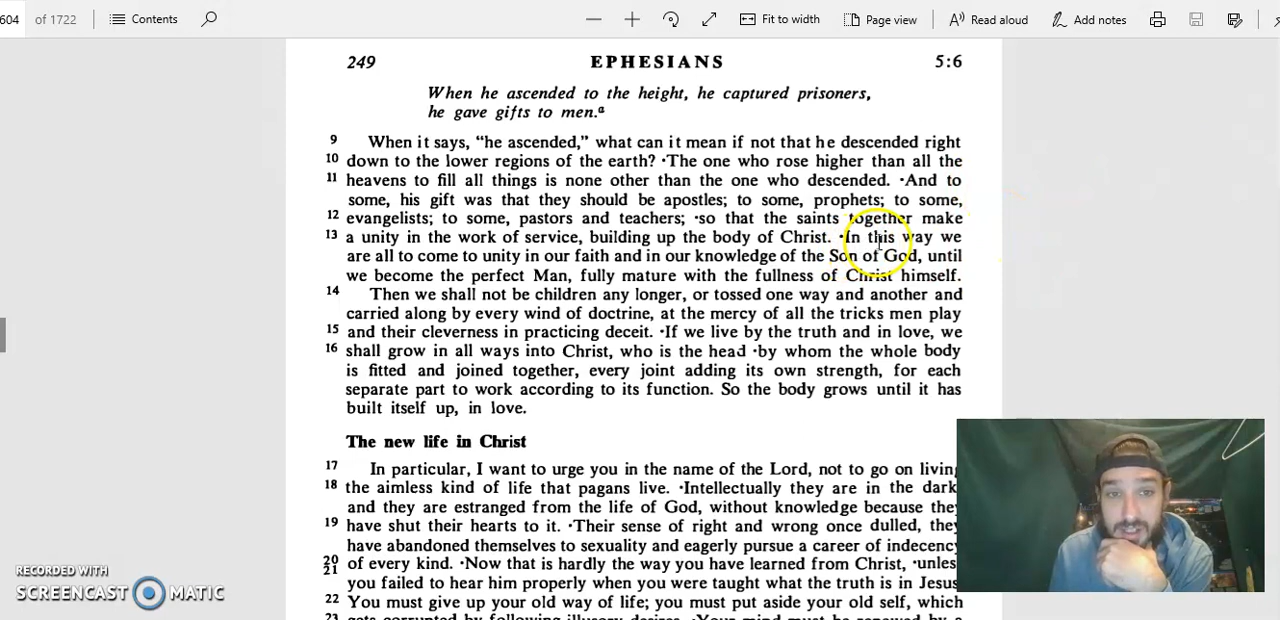 604 of 1722 Contents Fit to width Page view Read aloud Add notes
249 EPHESIANS 5:6
When he ascended to the height, he captured prisoners,
he gave gifts to men.a
9 When it says, “he ascended,” what can it mean if not that he descended right
10 down to the lower regions of the earth? ·The one who rose higher than all the
11 heavens to fill all things is none other than the one who descended. ·And to
some, his gift was that they should be apostles; to some, prophets; to some,
12 evangelists; to some, pastors and teachers; ·so that the saints together make
13 a unity in the work of service, building up the body of Christ. ·In this way we
are all to come to unity in our faith and in our knowledge of the Son of God, until
we become the perfect Man, fully mature with the fullness of Christ himself.
14 Then we shall not be children any longer, or tossed one way and another and
carried along by every wind of doctrine, at the mercy of all the tricks men play
15 and their cleverness in practicing deceit. ·If we live by the truth and in love, we
16 shall grow in all ways into Christ, who is the head ·by whom the whole body
is fitted and joined together, every joint adding its own strength, for each
separate part to work according to its function. So the body grows until it has
built itself up, in love.
The new life in Christ
17 In particular, I want to urge you in the name of the Lord, not to go on living
18 the aimless kind of life that pagans live. ·Intellectually they are in the dark
and they are estranged from the life of God, without knowledge because they
19 have shut their hearts to it. ·Their sense of right and wrong once dulled, they
have abandoned themselves to sexuality and eagerly pursue a career of indecency
20 of every kind. ·Now that is hardly the way you have learned from Christ, ·unles
21 you failed to hear him properly when you were taught what the truth is in Jesus
22 You must give up your old way of life; you must put aside your old self, which
23 gets corrupted by following illusory desires. ·Your mind must be renewed by a
RECORDED WITH
SCREENCAST MATIC